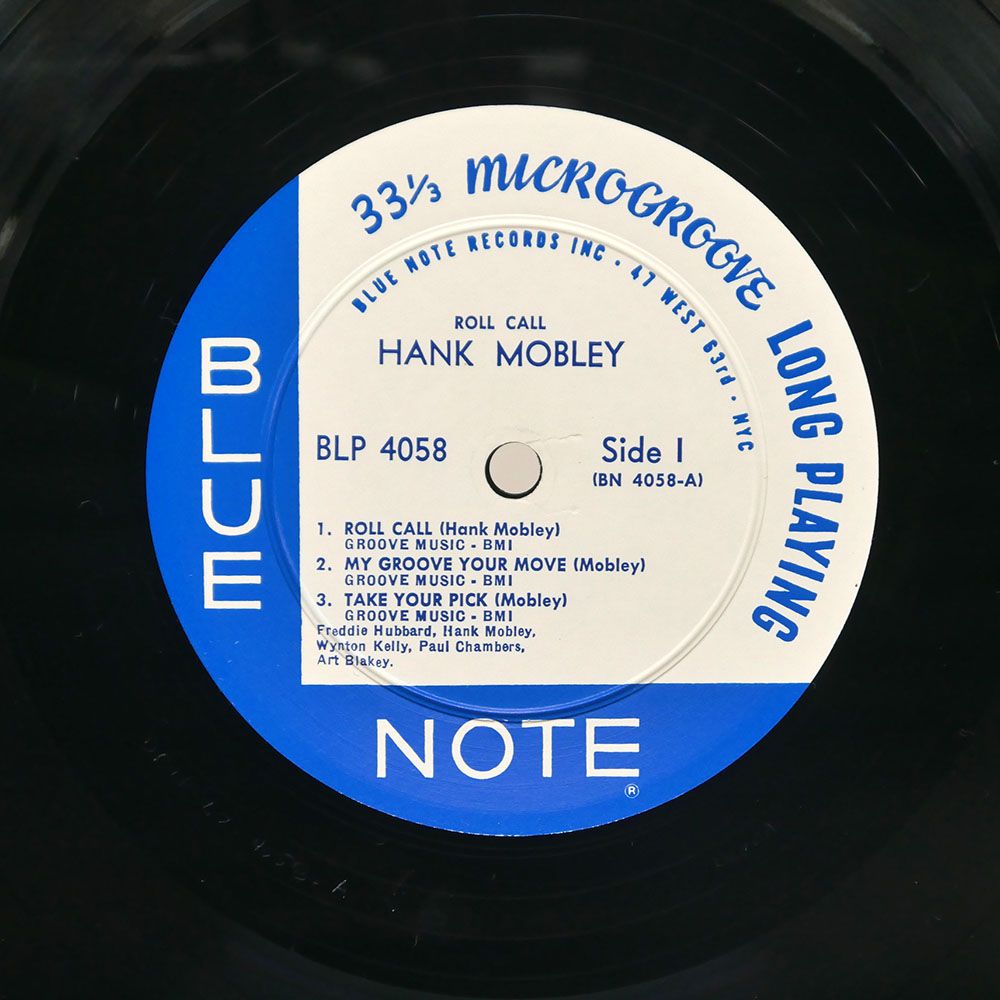 33⅓ MICROGROOVE LONG PLAYING
BLUE NOTE RECORDS INC · 47 WEST 63rd · NYC
ROLL CALL
HANK MOBLEY
BLP 4058
Side 1
(BN 4058-A)
1. ROLL CALL (Hank Mobley)
GROOVE MUSIC - BMI
2. MY GROOVE YOUR MOVE (Mobley)
GROOVE MUSIC - BMI
3. TAKE YOUR PICK (Mobley)
GROOVE MUSIC - BMI
Freddie Hubbard, Hank Mobley,
Wynton Kelly, Paul Chambers,
Art Blakey.
BLUE
NOTE
®